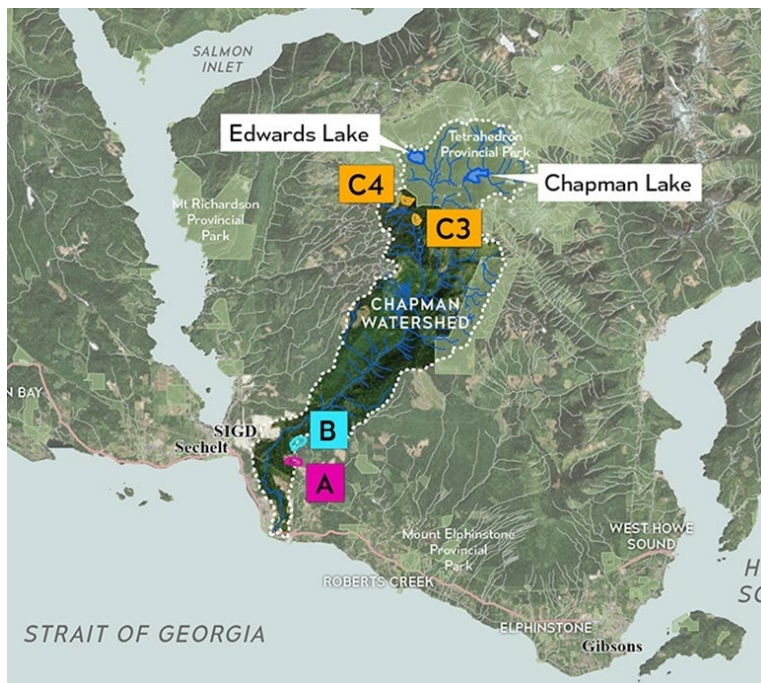 SALMON
INLET
Edwards Lake
Tetrahedron
Provincial Park
C4
Chapman Lake
Mt Richardson
Provincial
Park
C3
CHAPMAN
WATERSHED
N BAY
SIGD
Sechelt
B
A
Mount Elphinstone
Provincial
Park
WEST HOWE
SOUND
ROBERTS CREEK
H
SO
STRAIT OF GEORGIA
ELPHINSTONE
Gibsons